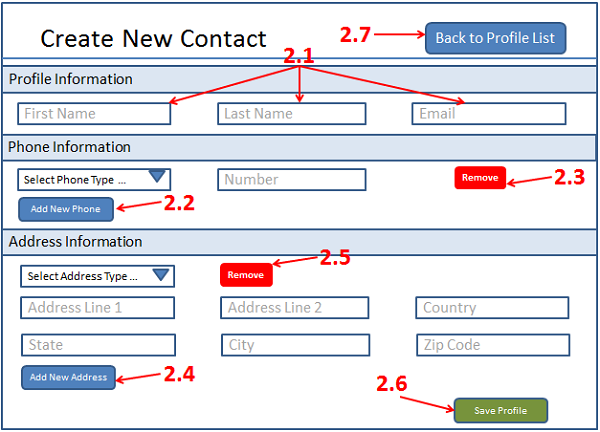 2.7
Create New Contact
Back to Profile List
2.1
Profile Information
First Name Last Name Email
Phone Information
Select Phone Type ... Number Remove
2.3
Add New Phone
2.2
Address Information
2.5
Select Address Type ... Remove
Address Line 1 Address Line 2 Country
State City Zip Code
Add New Address
2.4
2.6
Save Profile